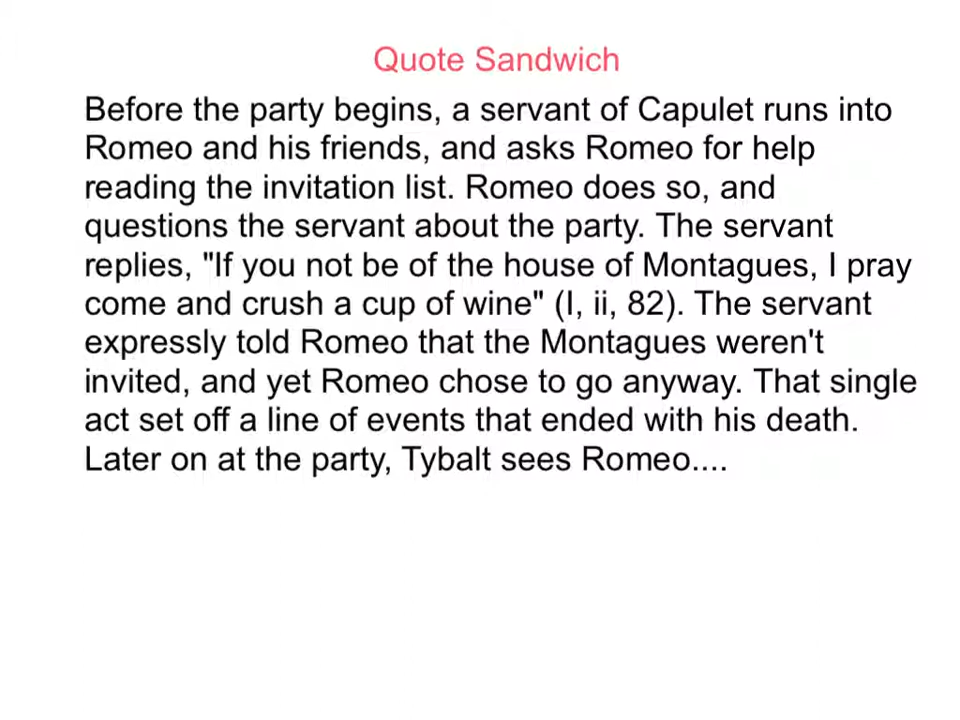 Quote Sandwich
Before the party begins, a servant of Capulet runs into
Romeo and his friends, and asks Romeo for help
reading the invitation list. Romeo does so, and
questions the servant about the party. The servant
replies, "If you not be of the house of Montagues, I pray
come and crush a cup of wine" (I, ii, 82). The servant
expressly told Romeo that the Montagues weren't
invited, and yet Romeo chose to go anyway. That single
act set off a line of events that ended with his death.
Later on at the party, Tybalt sees Romeo....